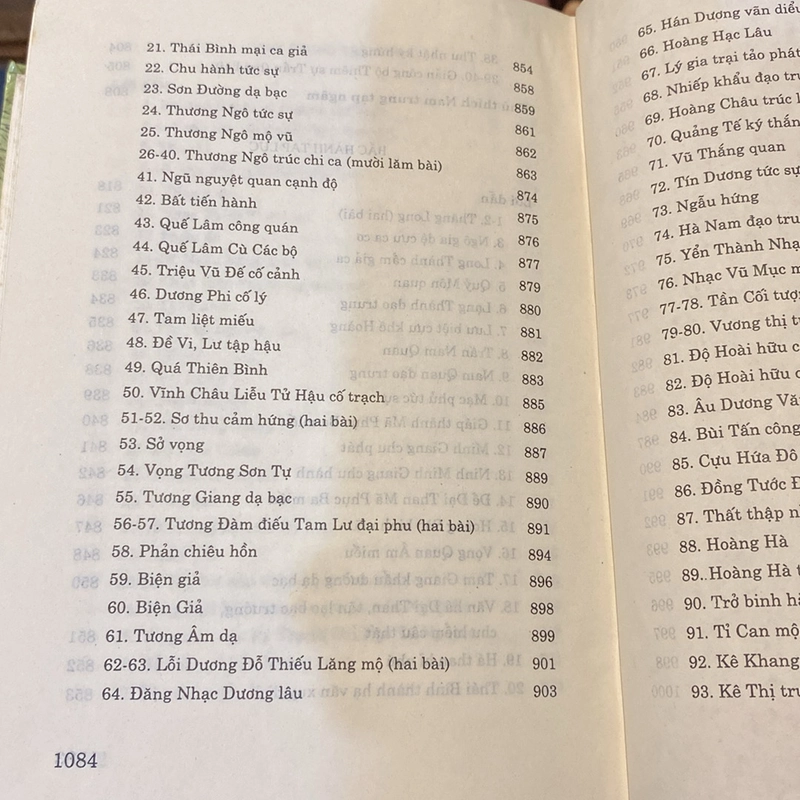 21. Thái Bình mại ca giả 854
22. Chu hành tức sự 858
23. Sơn Đường dạ bạc 859
24. Thương Ngô tức sự 861
25. Thương Ngô mộ vũ 862
26-40. Thương Ngô trúc chi ca (mười lăm bài) 863
41. Ngũ nguyệt quan cạnh độ 874
42. Bất tiến hành 875
43. Quế Lâm công quán 876
44. Quế Lâm Cù Các bộ 877
45. Triệu Vũ Đế cố cảnh 879
46. Dương Phi cố lý 880
47. Tam liệt miếu 881
48. Đề Vi, Lư tập hậu 882
49. Quá Thiên Bình 883
50. Vĩnh Châu Liễu Tử Hậu cố trạch 885
51-52. Sơ thu cảm hứng (hai bài) 886
53. Sở vọng 887
54. Vọng Tương Sơn Tự 889
55. Tương Giang dạ bạc 890
56-57. Tương Đàm điếu Tam Lư đại phu (hai bài) 891
58. Phản chiêu hồn 894
59. Biện giả 896
60. Biện Giả 898
61. Tương Âm dạ 899
62-63. Lỗi Dương Đỗ Thiếu Lăng mộ (hai bài) 901
64. Đăng Nhạc Dương lâu 903
1084
65. Hán Dương vãn diểu
66. Hoàng Hạc Lâu
67. Lý gia trại tảo phát
68. Nhiếp khẩu đạo tru
69. Hoàng Châu trúc l
70. Quảng Tế ký thắn
71. Vũ Thắng quan
72. Tín Dương tức sự
73. Ngẫu hứng
74. Hà Nam đạo tru
75. Yển Thành Nhạ
76. Nhạc Vũ Mục m
77-78. Tần Cối tượn
79-80. Vương thị tư
81. Độ Hoài hữu c
82. Độ Hoài hữu c
83. Âu Dương Vă
84. Bùi Tấn công
85. Cựu Hứa Đô
86. Đồng Tước Đ
87. Thất thập n
88. Hoàng Hà
89. Hoàng Hà t
90. Trở binh hà
91. Tỉ Can mộ
92. Kê Khang
93. Kê Thị tru